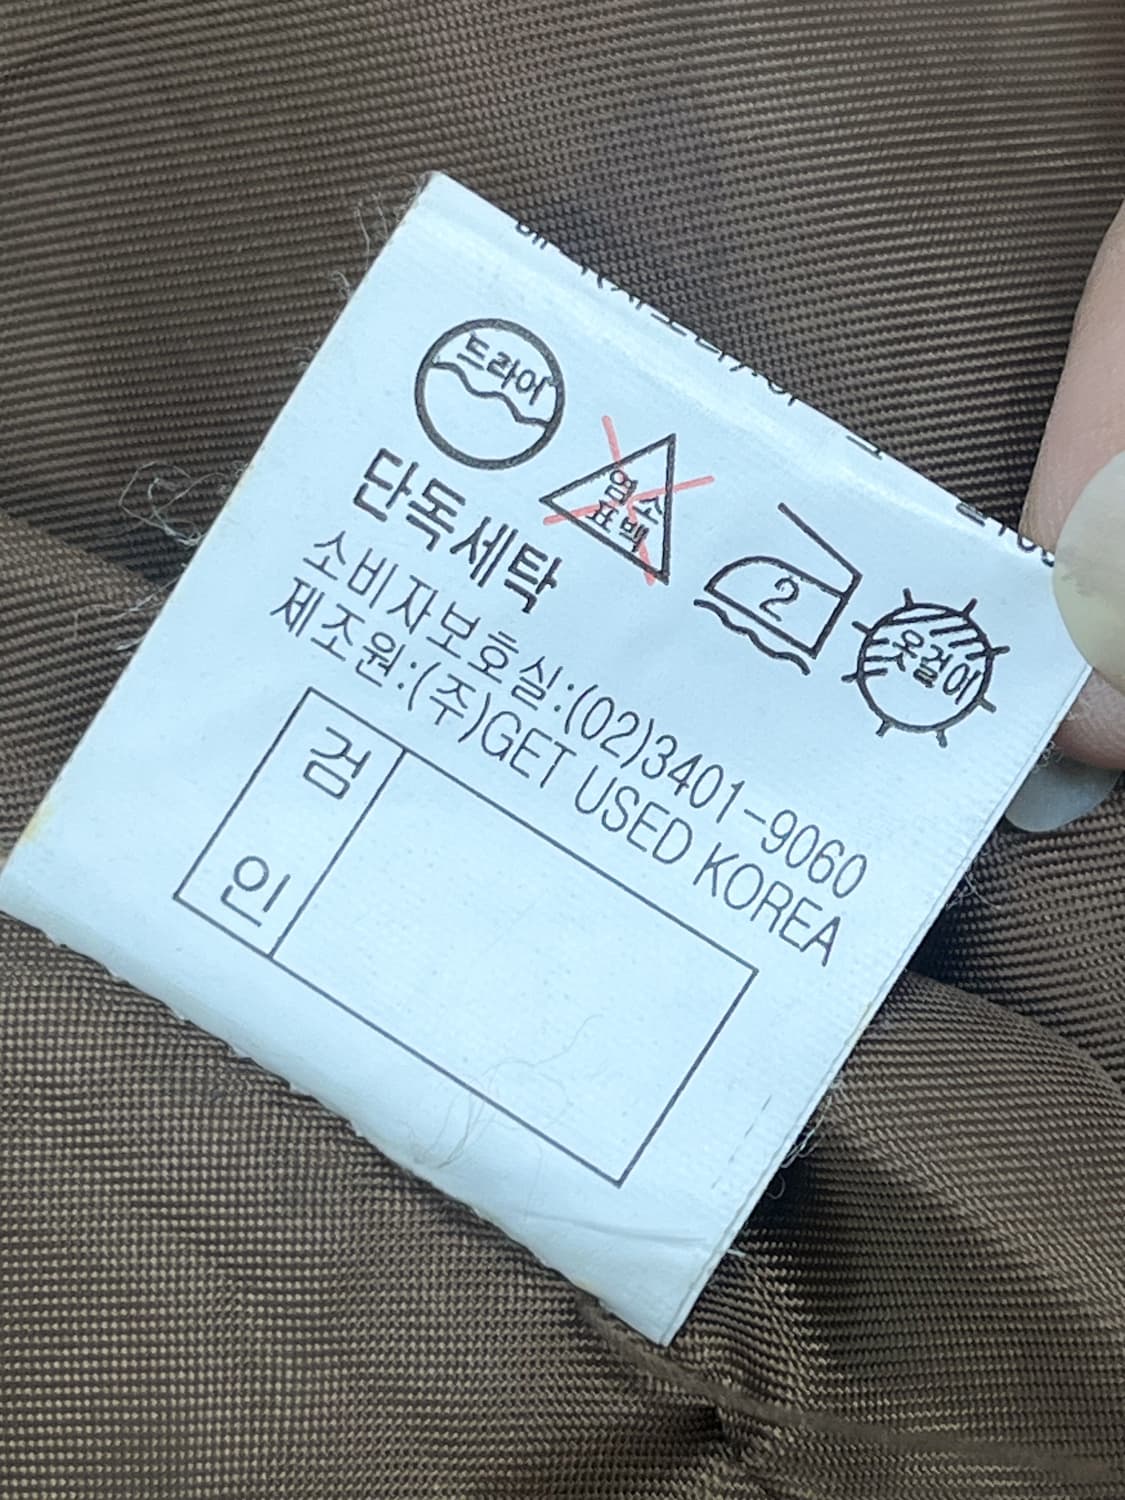 드라이
염소
표백
2
옷걸이
단독세탁
소비자보호실:(02)3401-9060
제조원:(주)GET USED KOREA
검
인